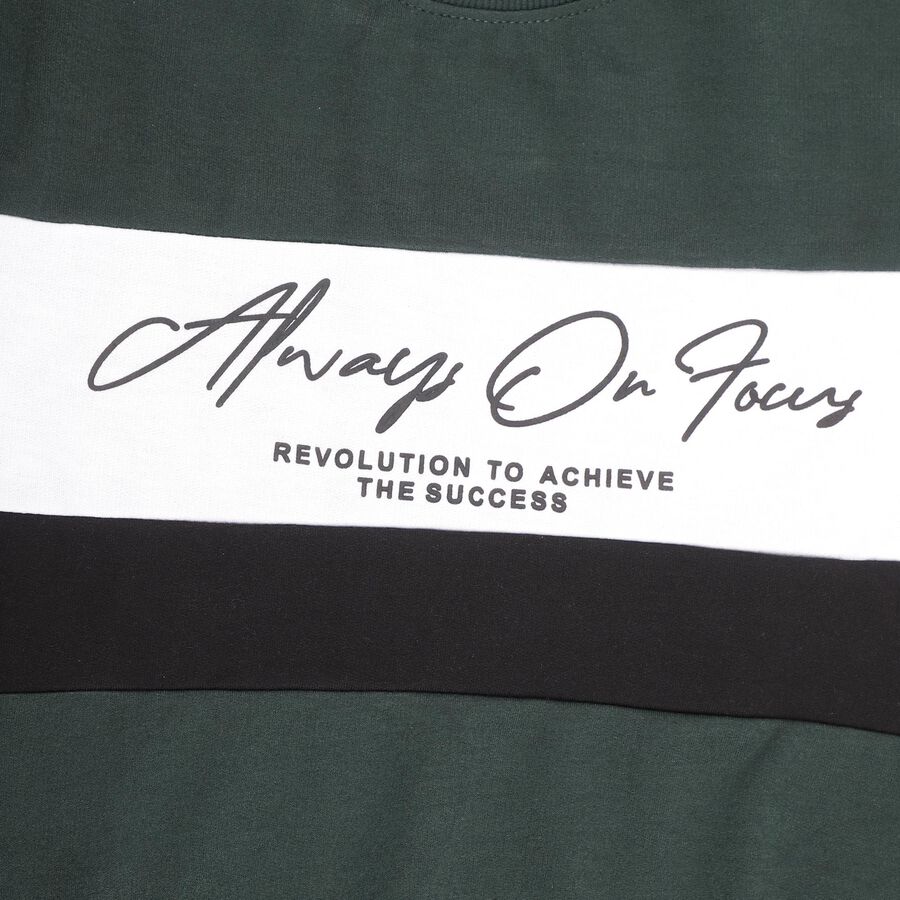 Always On Focus
REVOLUTION TO ACHIEVE
THE SUCCESS